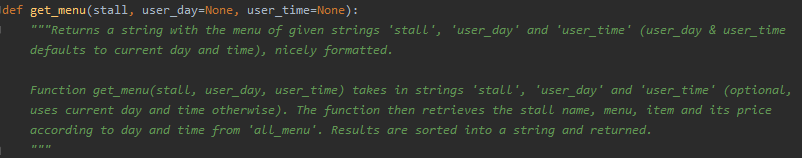 def get_menu(stall, user_day=None, user_time=None):
"""Returns a string with the menu of given strings 'stall', 'user_day' and 'user_time' (user_day & user_time
defaults to current day and time), nicely formatted.
Function get_menu(stall, user_day, user_time) takes in strings 'stall', 'user_day' and 'user_time' (optional,
uses current day and time otherwise). The function then retrieves the stall name, menu, item and its price
according to day and time from 'all_menu'. Results are sorted into a string and returned.
"""